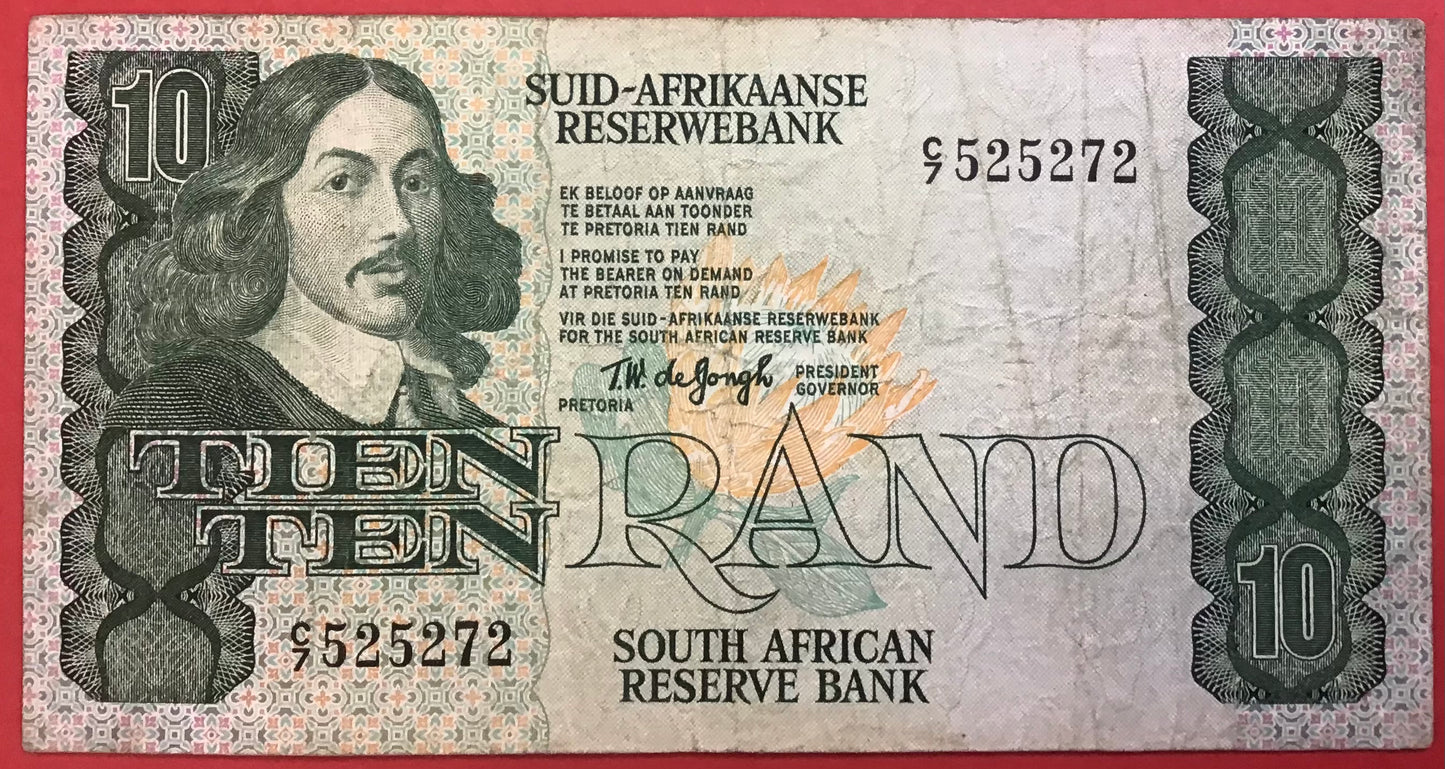 10
SUID-AFRIKAANSE
RESERWEBANK
C/7 525272
EK BELOOF OP AANVRAAG
TE BETAAL AAN TOONDER
TE PRETORIA TIEN RAND
I PROMISE TO PAY
THE BEARER ON DEMAND
AT PRETORIA TEN RAND
VIR DIE SUID-AFRIKAANSE RESERWEBANK
FOR THE SOUTH AFRICAN RESERVE BANK
T.W. de Jongh PRESIDENT
GOVERNOR
PRETORIA
TIEN RAND
TEN
10
C/7 525272
SOUTH AFRICAN
RESERVE BANK